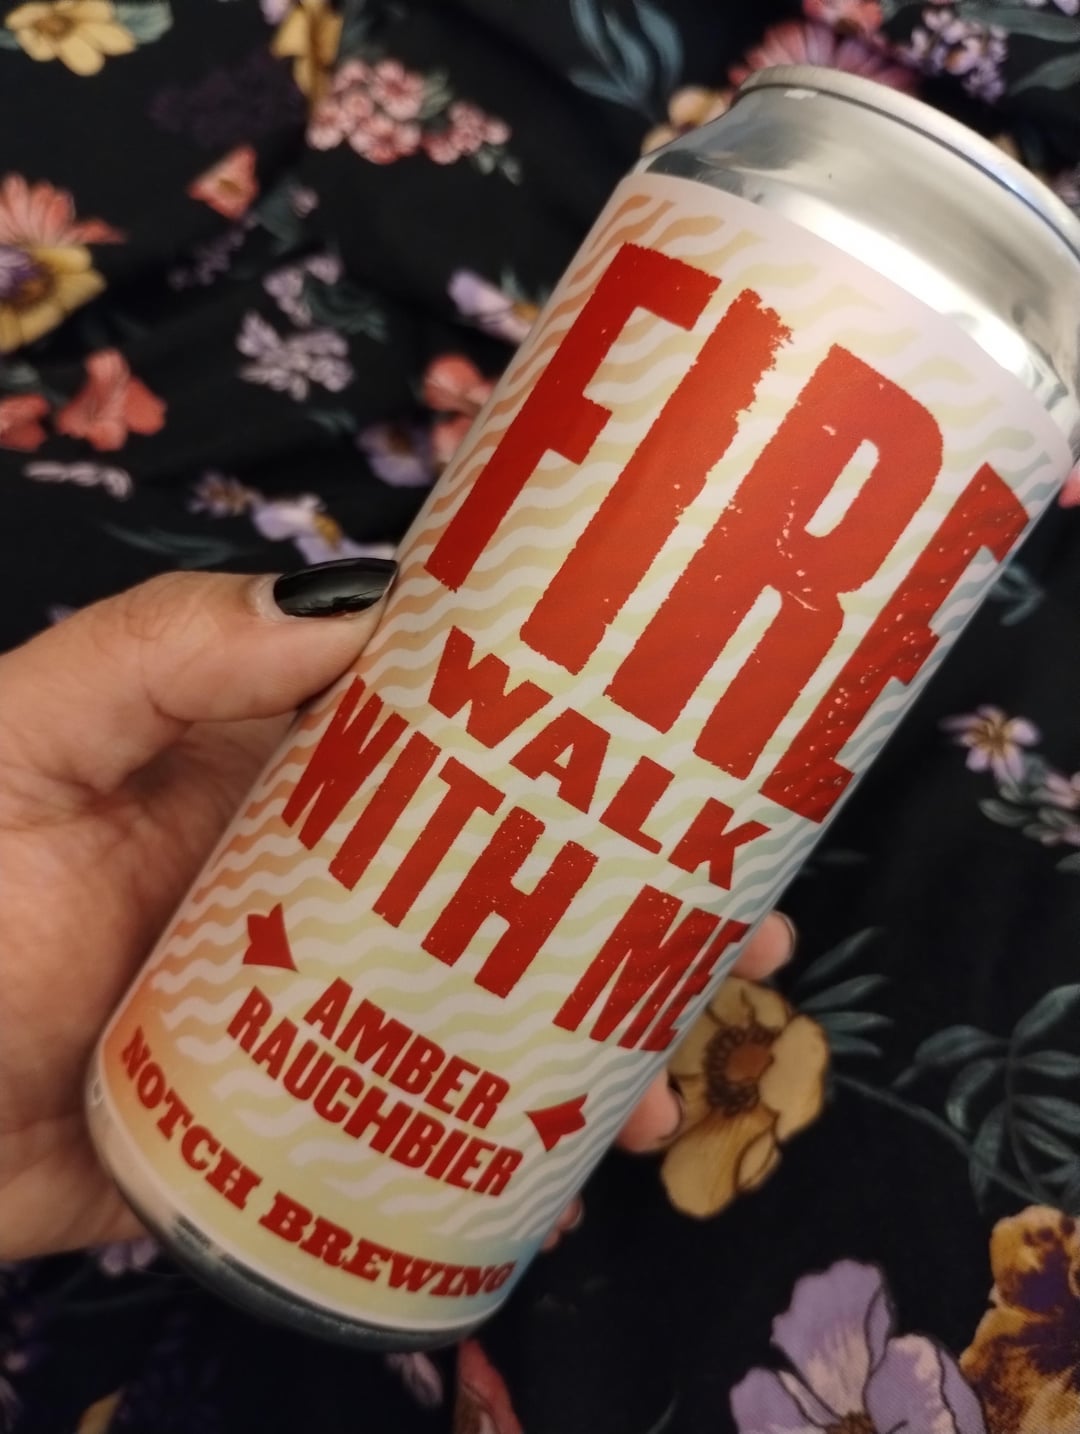 FIRE
WALK
WITH ME
AMBER
RAUCHBIER
NOTCH BREWING